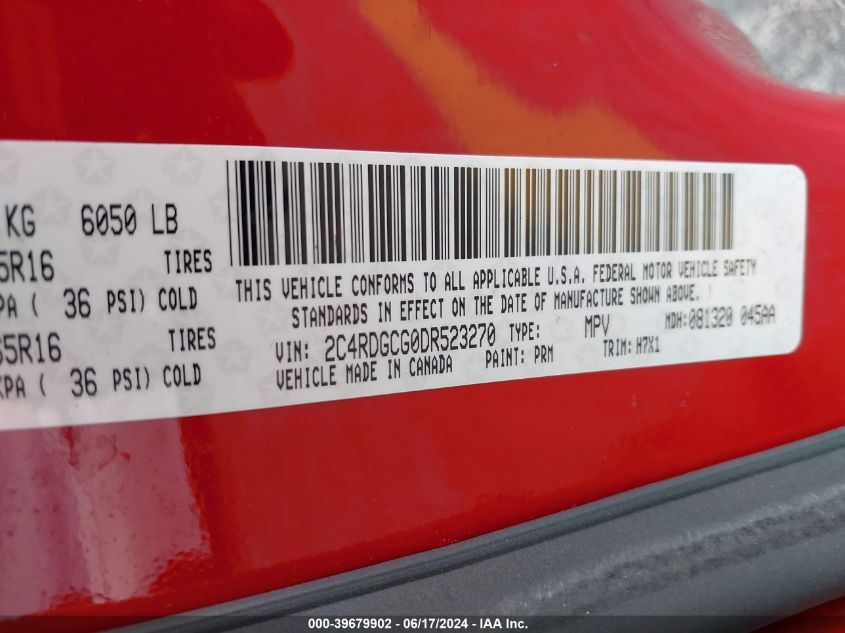 KG 6050 LB
5R16 TIRES
PA ( 36 PSI) COLD
65R16 TIRES
KPA ( 36 PSI) COLD
THIS VEHICLE CONFORMS TO ALL APPLICABLE U.S.A. FEDERAL MOTOR VEHICLE SAFETY
STANDARDS IN EFFECT ON THE DATE OF MANUFACTURE SHOWN ABOVE.
VIN: 2C4RDGCG0DR523270 TYPE: MPV MDH:081320 045AA
VEHICLE MADE IN CANADA PAINT: PRM TRIM: H7X1
000-39679902 - 06/17/2024 - IAA Inc.